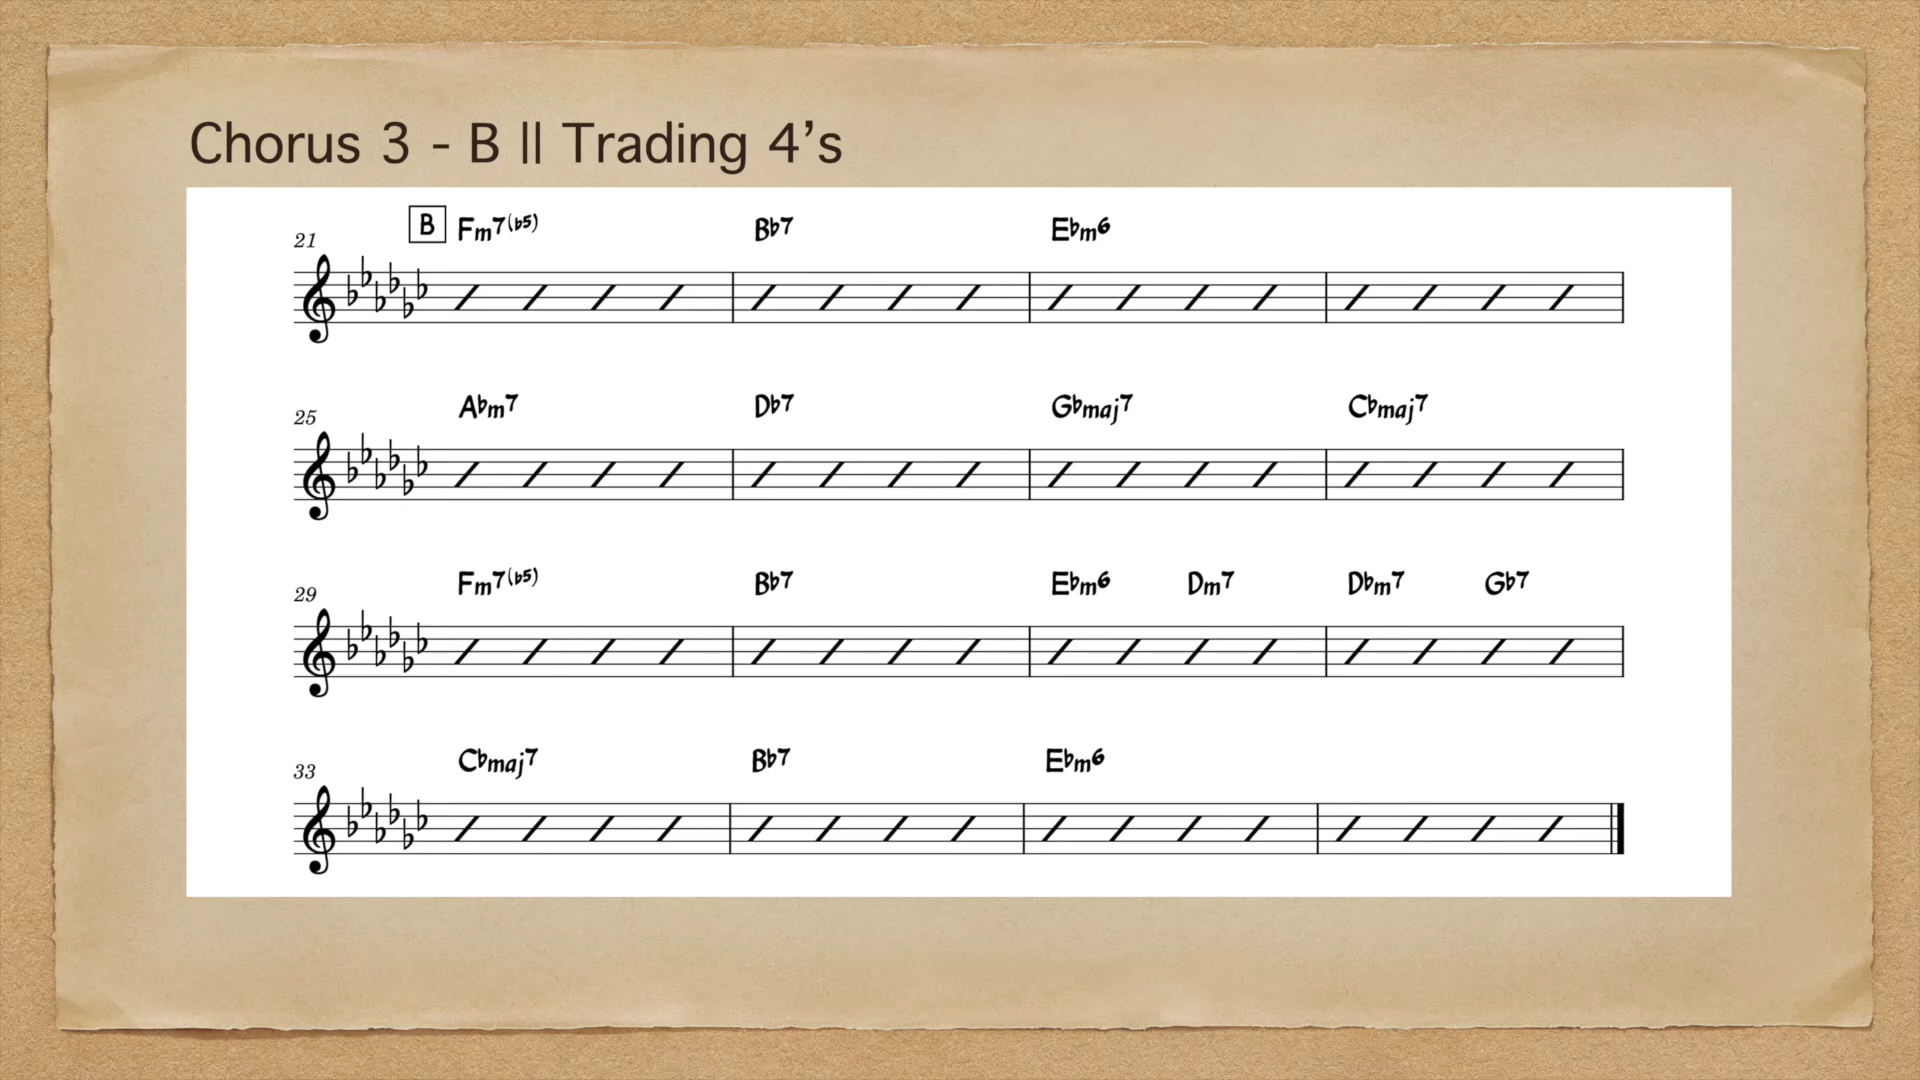 Chorus 3 - B || Trading 4’s
B Fm7(b5) Bb7 Ebm6
21
Abm7 Db7 Gbmaj7 Cbmaj7
25
Fm7(b5) Bb7 Ebm6 Dm7 Dbm7 Gb7
29
Cbmaj7 Bb7 Ebm6
33